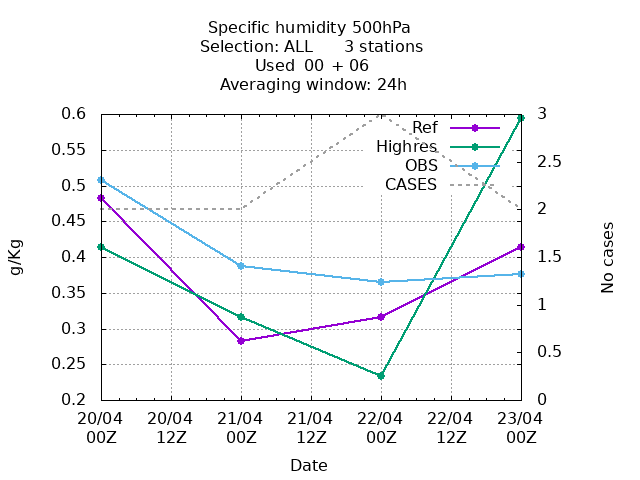 Specific humidity 500hPa
Selection: ALL 3 stations
Used 00 + 06
Averaging window: 24h
Ref
Highres
OBS
CASES
0.6
0.55
0.5
0.45
0.4
0.35
0.3
0.25
0.2
3
2.5
2
1.5
1
0.5
0
g/Kg
No cases
20/04 20/04 21/04 21/04 22/04 22/04 23/04
00Z 12Z 00Z 12Z 00Z 12Z 00Z
Date